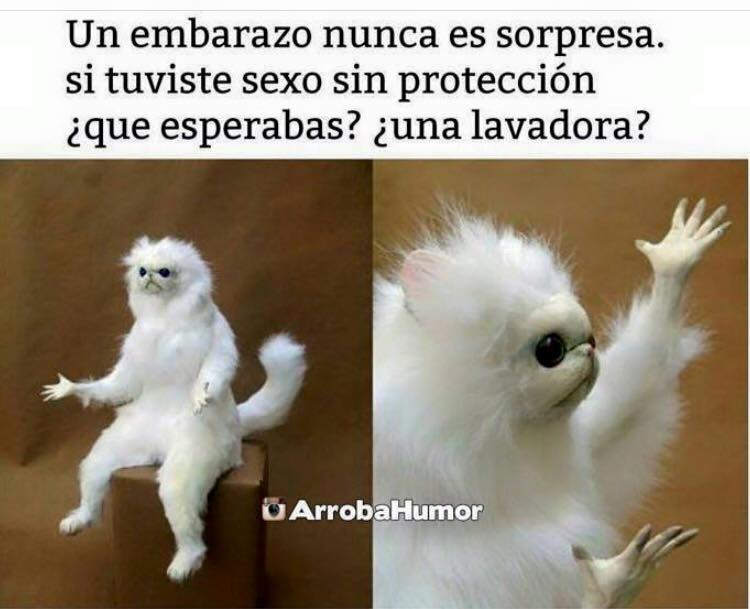 Un embarazo nunca es sorpresa.
si tuviste sexo sin protección
¿que esperabas? ¿una lavadora?
ArrobaHumor